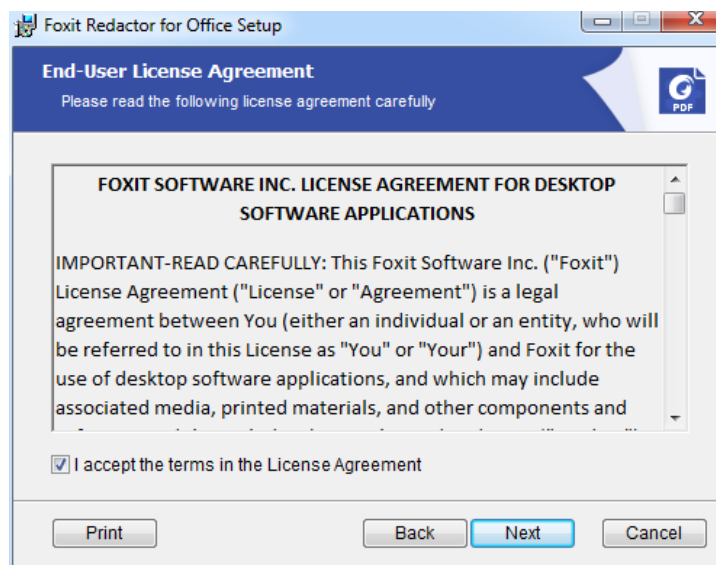 Foxit Redactor for Office Setup
End-User License Agreement
Please read the following license agreement carefully
PDF
FOXIT SOFTWARE INC. LICENSE AGREEMENT FOR DESKTOP
SOFTWARE APPLICATIONS
IMPORTANT-READ CAREFULLY: This Foxit Software Inc. ("Foxit")
License Agreement ("License" or "Agreement") is a legal
agreement between You (either an individual or an entity, who will
be referred to in this License as "You" or "Your") and Foxit for the
use of desktop software applications, and which may include
associated media, printed materials, and other components and
I accept the terms in the License Agreement
Print
Back
Next
Cancel